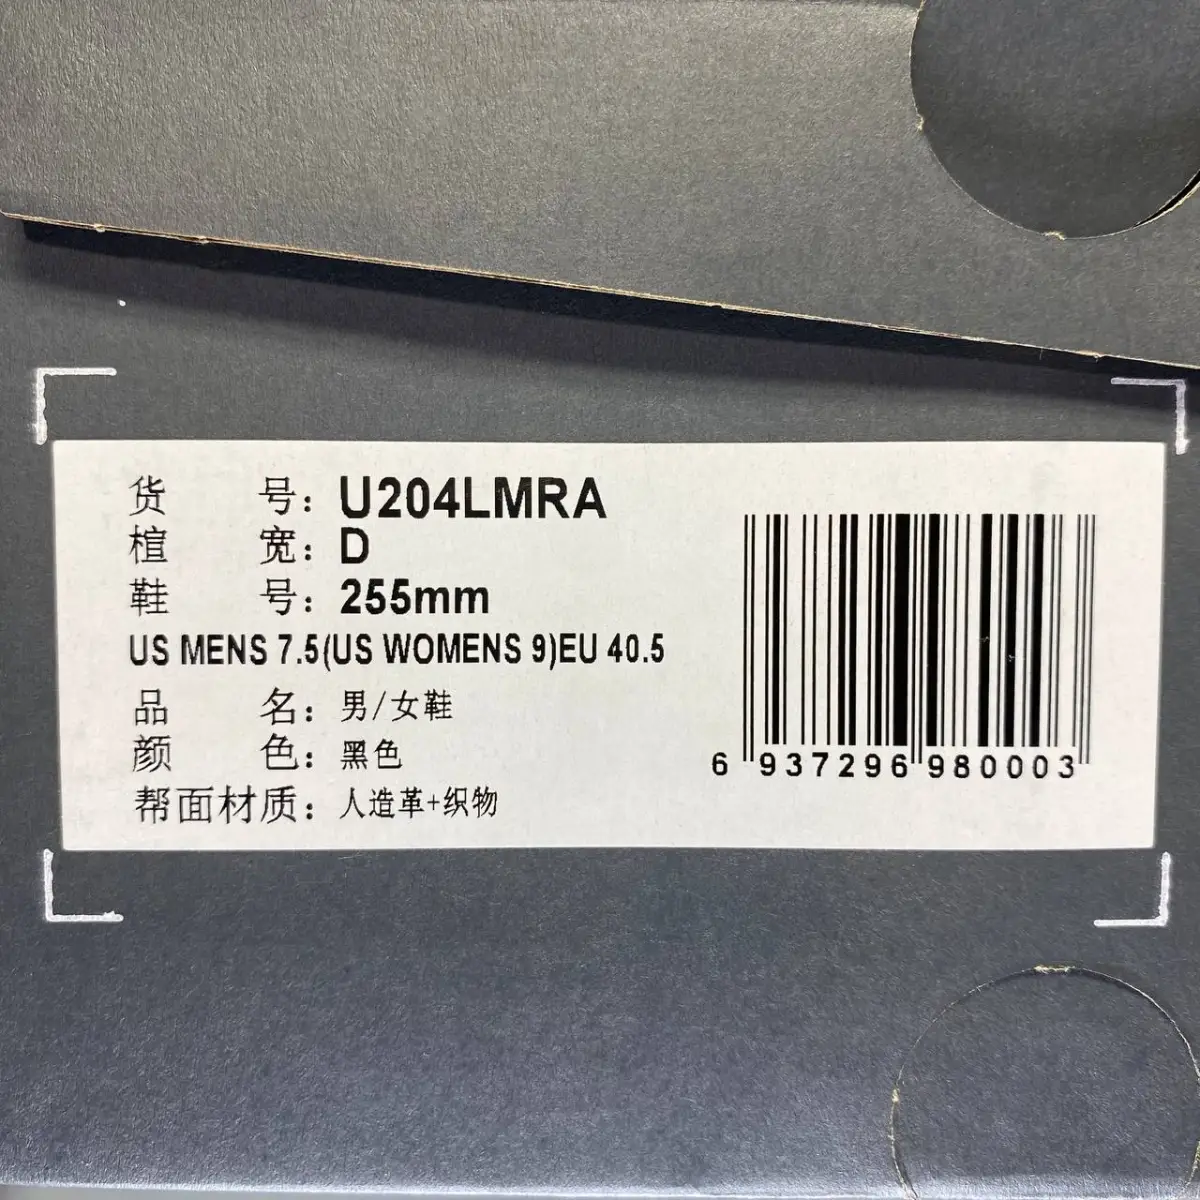 货 号：U204LMRA
楦 宽：D
鞋 号：255mm
US MENS 7.5(US WOMENS 9)EU 40.5
品 名：男/女鞋
颜 色：黑色
帮面材质：人造革+织物
6 937296 980003